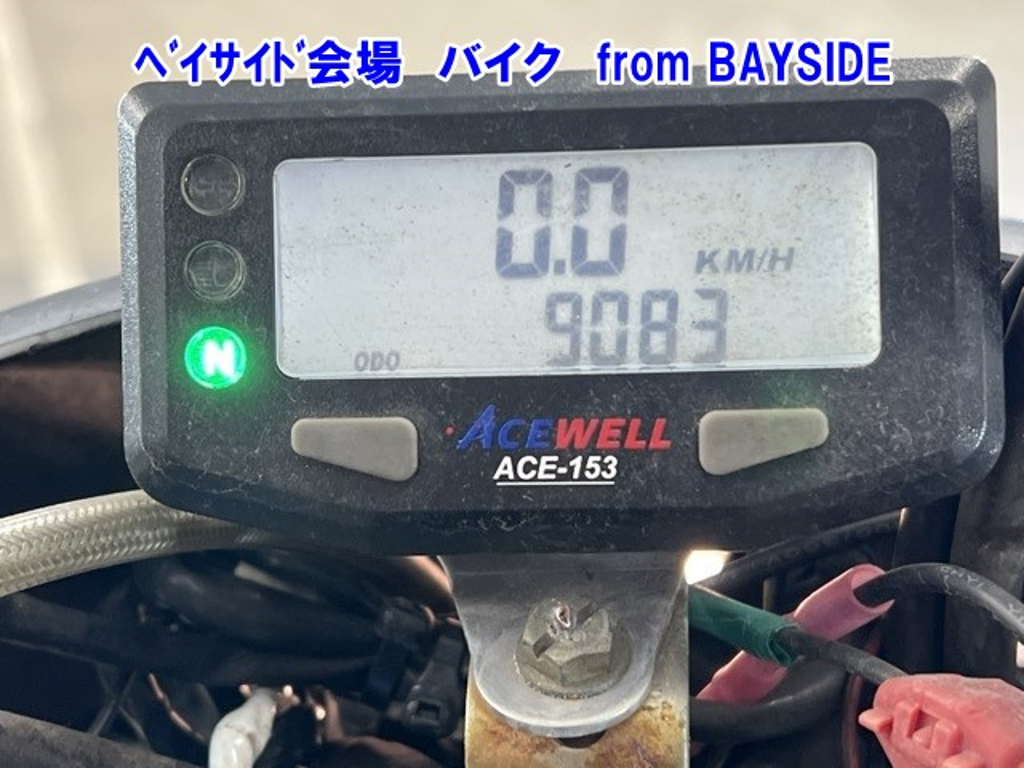 ﾍﾞｲｻｲﾄﾞ会場　バイク　from BAYSIDE
0.0 KM/H
ODO 9083
N
ACEWELL
ACE-153